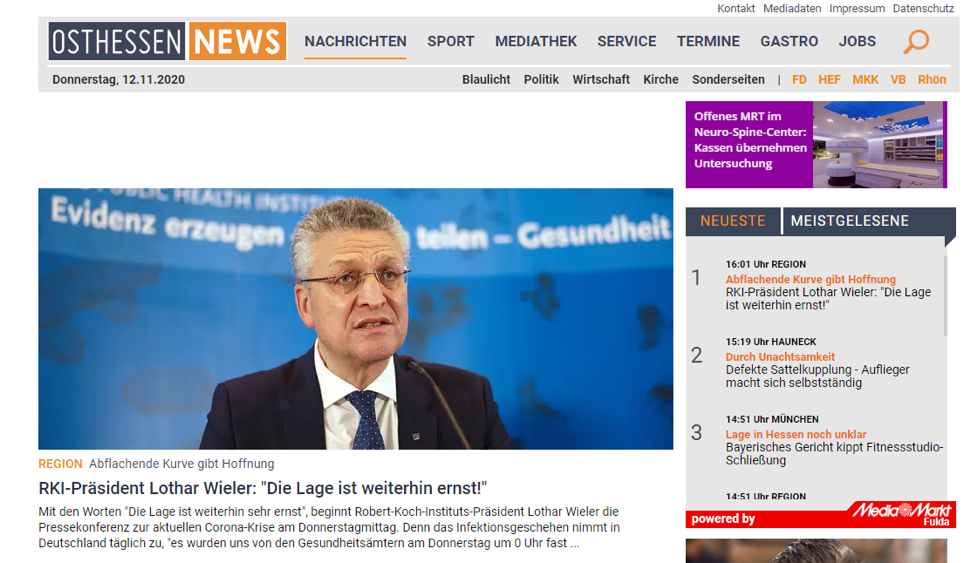 Kontakt Mediadaten Impressum Datenschutz
OSTHESSEN NEWS
NACHRICHTEN SPORT MEDIATHEK SERVICE TERMINE GASTRO JOBS
Donnerstag, 12.11.2020
Blaulicht Politik Wirtschaft Kirche Sonderseiten | FD HEF MKK VB Rhön
Offenes MRT im
Neuro-Spine-Center:
Kassen übernehmen
Untersuchung
PUBLIC HEALTH INSTITU
Evidenz erzeugen teilen – Gesundheit
REGION Abflachende Kurve gibt Hoffnung
RKI-Präsident Lothar Wieler: "Die Lage ist weiterhin ernst!"
Mit den Worten "Die Lage ist weiterhin sehr ernst", beginnt Robert-Koch-Instituts-Präsident Lothar Wieler die
Pressekonferenz zur aktuellen Corona-Krise am Donnerstagmittag. Denn das Infektionsgeschehen nimmt in
Deutschland täglich zu, "es wurden uns von den Gesundheitsämtern am Donnerstag um 0 Uhr fast ...
NEUESTE MEISTGELESENE
1
16:01 Uhr REGION
Abflachende Kurve gibt Hoffnung
RKI-Präsident Lothar Wieler: "Die Lage
ist weiterhin ernst!"
2
15:19 Uhr HAUNECK
Durch Unachtsamkeit
Defekte Sattelkupplung - Auflieger
macht sich selbstständig
3
14:51 Uhr MÜNCHEN
Lage in Hessen noch unklar
Bayerisches Gericht kippt Fitnessstudio-
Schließung
14:51 Uhr REGION
powered by
Media Markt
Fulda